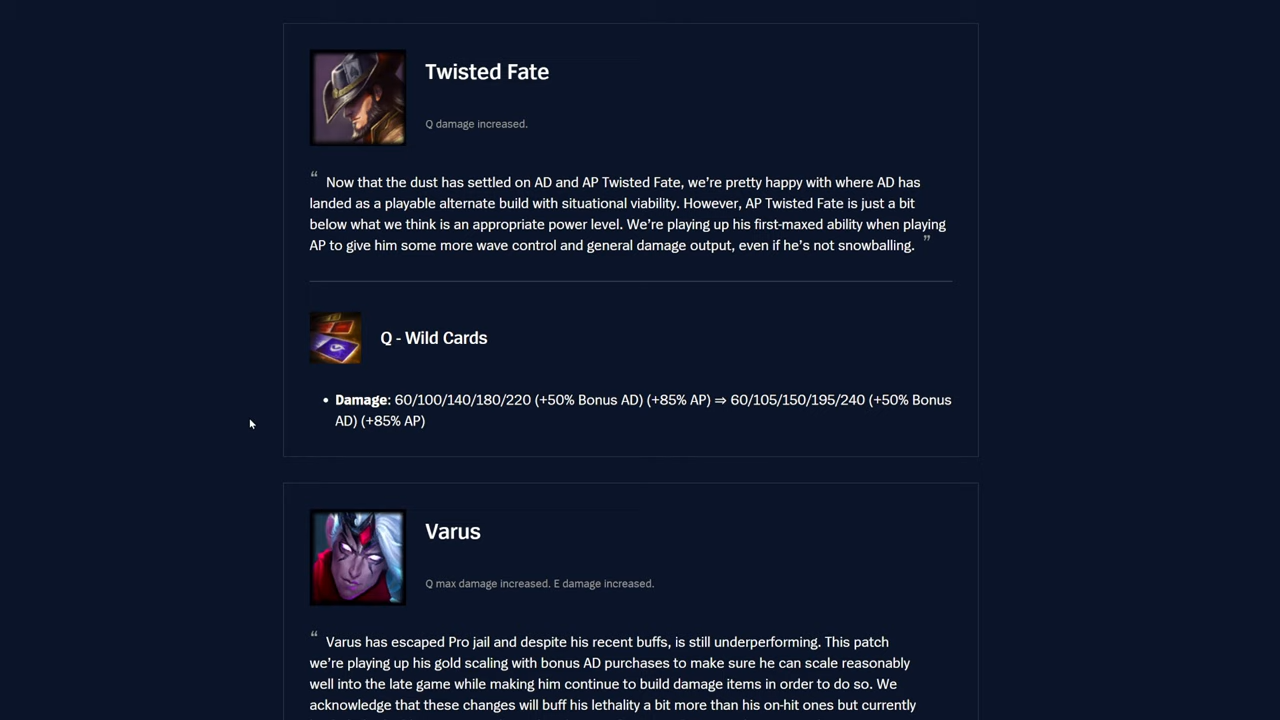 Twisted Fate
Q damage increased.
“ Now that the dust has settled on AD and AP Twisted Fate, we’re pretty happy with where AD has
landed as a playable alternate build with situational viability. However, AP Twisted Fate is just a bit
below what we think is an appropriate power level. We’re playing up his first-maxed ability when playing
AP to give him some more wave control and general damage output, even if he’s not snowballing. ”
Q - Wild Cards
• Damage: 60/100/140/180/220 (+50% Bonus AD) (+85% AP) ⇒ 60/105/150/195/240 (+50% Bonus
AD) (+85% AP)
Varus
Q max damage increased. E damage increased.
“ Varus has escaped Pro jail and despite his recent buffs, is still underperforming. This patch
we’re playing up his gold scaling with bonus AD purchases to make sure he can scale reasonably
well into the late game while making him continue to build damage items in order to do so. We
acknowledge that these changes will buff his lethality a bit more than his on-hit ones but currently